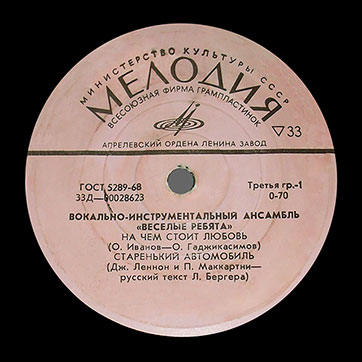 МИНИСТЕРСТВО КУЛЬТУРЫ СССР
МЕЛОДИЯ
ВСЕСОЮЗНАЯ ФИРМА ГРАМПЛАСТИНОК
▽33
АПРЕЛЕВСКИЙ ОРДЕНА ЛЕНИНА ЗАВОД
ГОСТ 5289-68
33Д—00028623
Третья гр.-1
0-70
ВОКАЛЬНО-ИНСТРУМЕНТАЛЬНЫЙ АНСАМБЛЬ
«ВЕСЕЛЫЕ РЕБЯТА»
НА ЧЕМ СТОИТ ЛЮБОВЬ
(О. Иванов—О. Гаджикасимов)
СТАРЕНЬКИЙ АВТОМОБИЛЬ
(Дж. Леннон и П. Маккартни—
русский текст Л. Бергера)